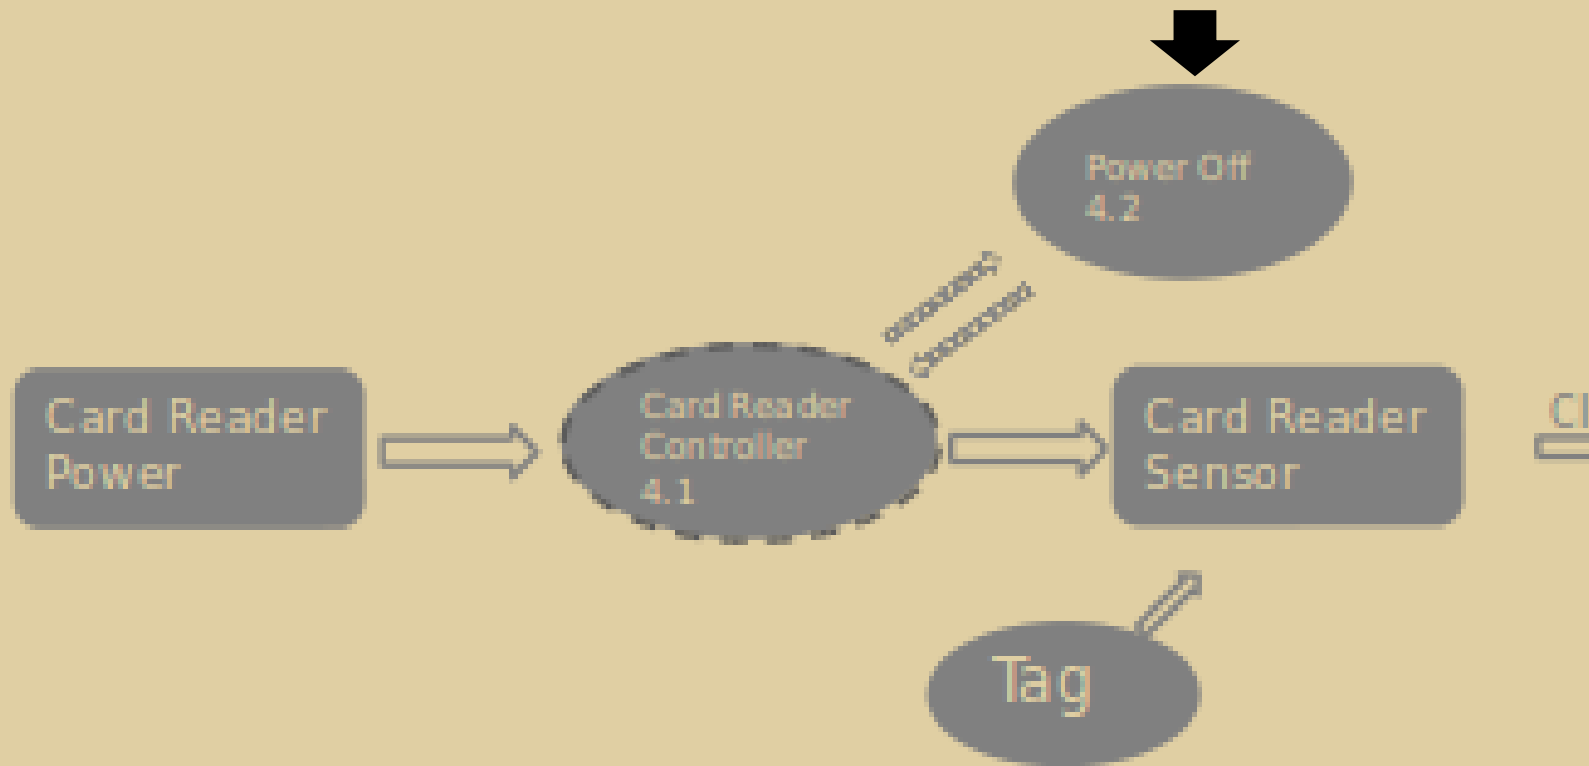 Power Off
4.2
Card Reader
Power
Card Reader
Controller
4.1
Card Reader
Sensor
Tag